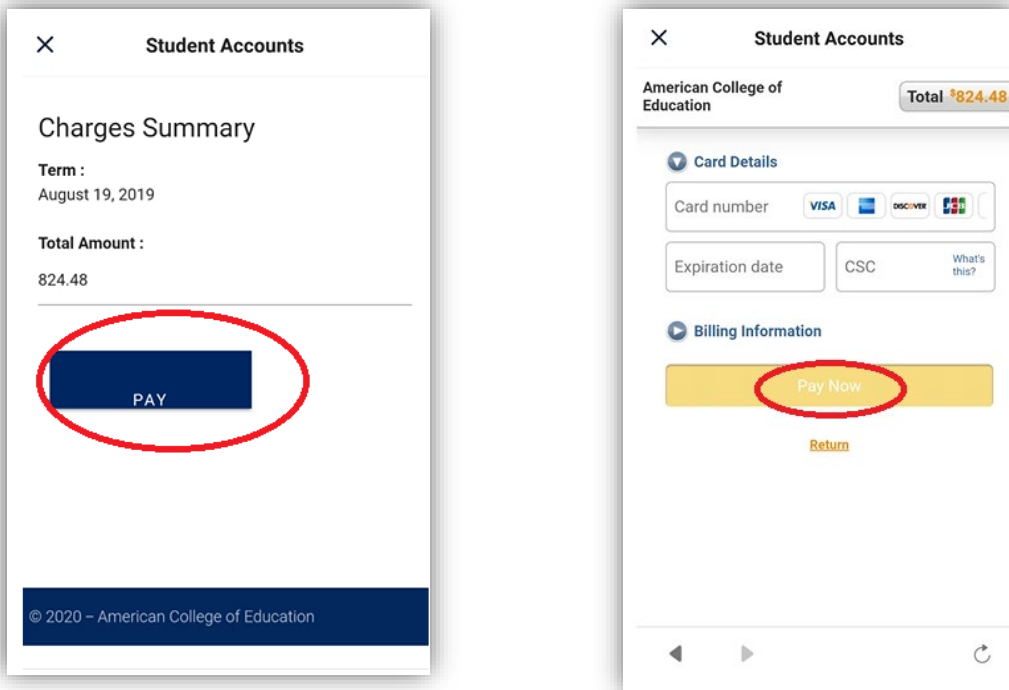 Student Accounts
Charges Summary
Term :
August 19, 2019
Total Amount :
824.48
PAY
© 2020 – American College of Education
Student Accounts
American College of
Education
Total $824.48
Card Details
Card number VISA DISCOVER JCB
Expiration date CSC What's
this?
Billing Information
Pay Now
Return